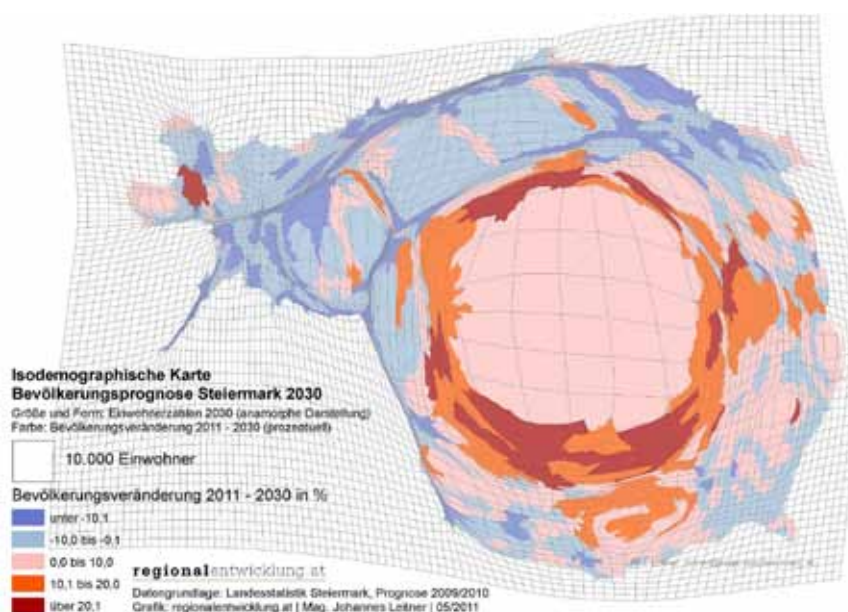 Isodemographische Karte
Bevölkerungsprognose Steiermark 2030
Größe und Form: Einwohnerzahlen 2030 (anamorphe Darstellung)
Farbe: Bevölkerungsveränderung 2011 - 2030 (prozentuell)
10.000 Einwohner
Bevölkerungsveränderung 2011 - 2030 in %
unter -10,1
-10,0 bis -0,1
0,0 bis 10,0
10,1 bis 20,0
über 20,1
regionalentwicklung.at
Datengrundlage: Landesstatistik Steiermark, Prognose 2009/2010
Grafik: regionalentwicklung.at | Mag. Johannes Leitner | 05/2011